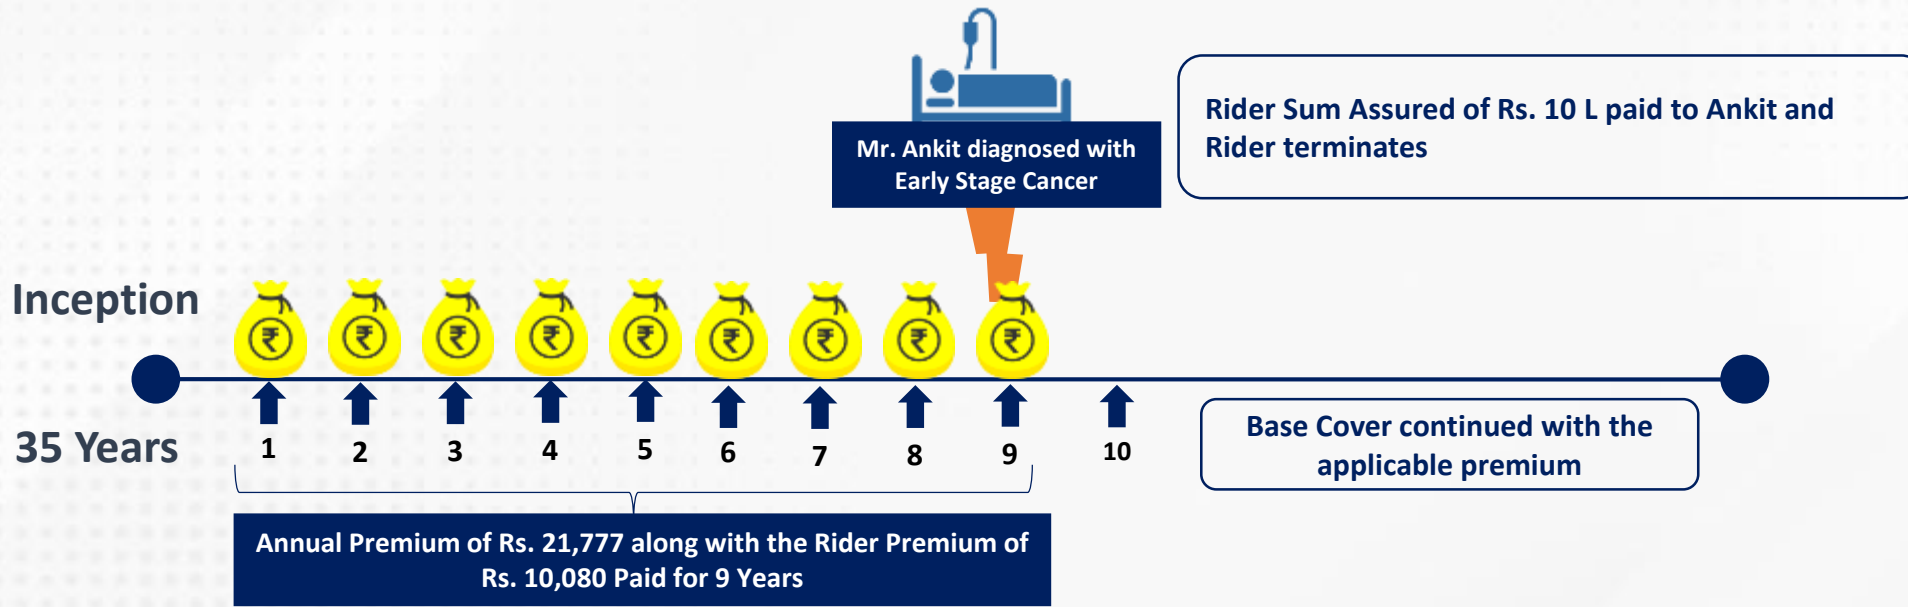 Mr. Ankit diagnosed with
Early Stage Cancer
Rider Sum Assured of Rs. 10 L paid to Ankit and
Rider terminates
Inception
₹ ₹ ₹ ₹ ₹ ₹ ₹ ₹ ₹
35 Years
1 2 3 4 5 6 7 8 9 10
Base Cover continued with the
applicable premium
Annual Premium of Rs. 21,777 along with the Rider Premium of
Rs. 10,080 Paid for 9 Years